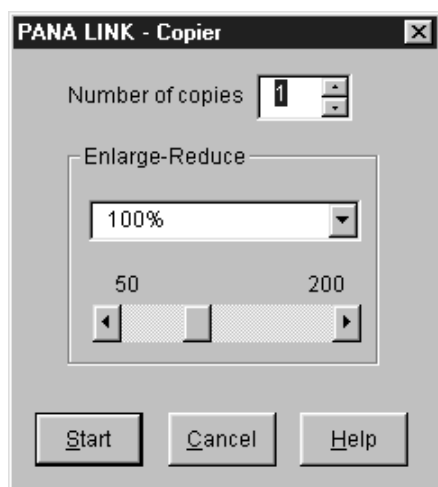 PANA LINK - Copier
Number of copies 1
Enlarge-Reduce
100%
50 200
Start Cancel Help